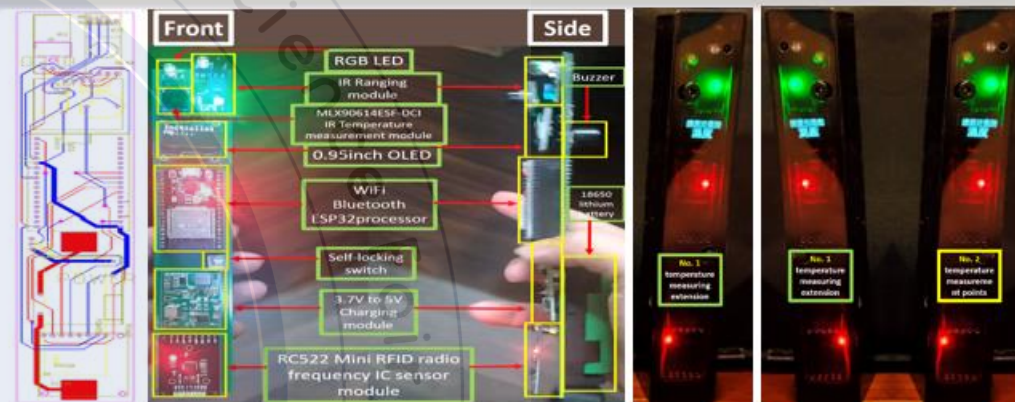 Front
Side
RGB LED
IR Ranging
module
MLX90614ESF-DCI
IR Temperature
measurement module
0.95inch OLED
WiFi
Bluetooth
ESP32processor
Self-locking
switch
3.7V to 5V
Charging
module
RC522 Mini RFID radio
frequency IC sensor
module
Buzzer
18650
lithium
battery
No. 1
temperature
measuring
extension
No. 1
temperature
measuring
extension
No. 2
temperature
measureme
nt points